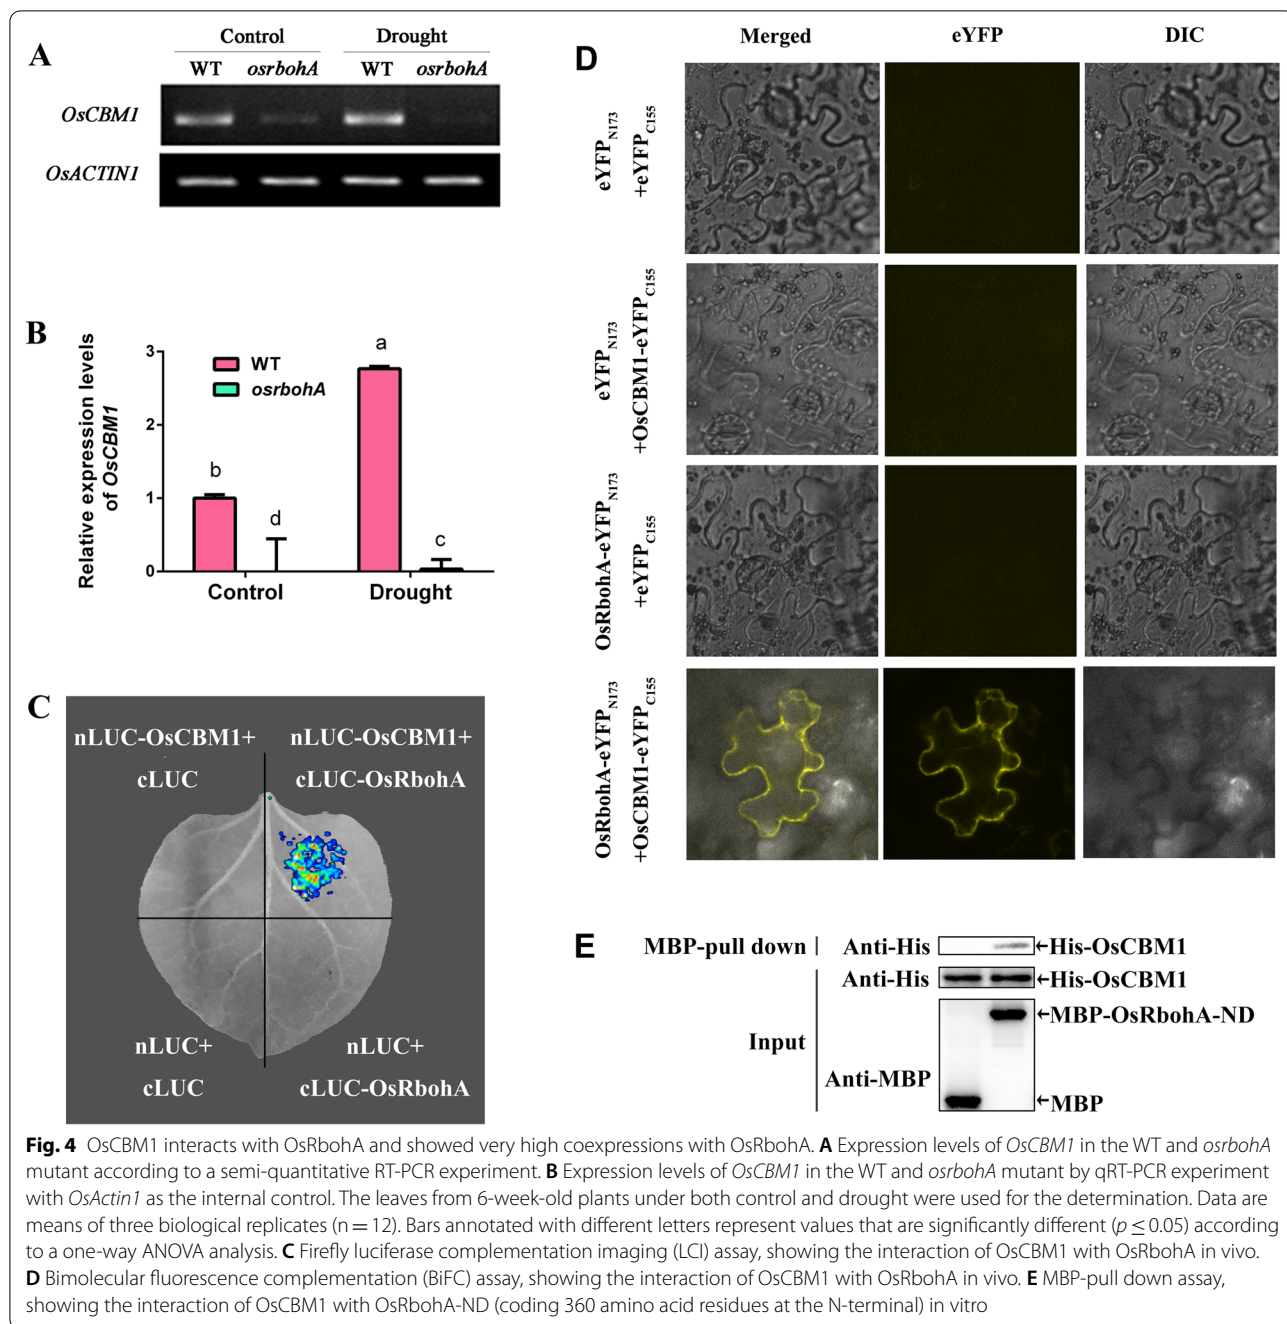 A
Control Drought
WT osrbohA WT osrbohA
OsCBM1
OsACTIN1
B
Relative expression levels
of OsCBM1
3
2
1
0
WT
osrbohA
b
d
a
c
Control Drought
C
nLUC-OsCBM1+
cLUC
nLUC-OsCBM1+
cLUC-OsRbohA
nLUC+
cLUC
nLUC+
cLUC-OsRbohA
D
Merged eYFP DIC
eYFP_N173
+eYFP_C155
eYFP_N173
+OsCBM1-eYFP_C155
OsRbohA-eYFP_N173
+eYFP_C155
OsRbohA-eYFP_N173
+OsCBM1-eYFP_C155
E
MBP-pull down Anti-His ←His-OsCBM1
Input
Anti-His ←His-OsCBM1
Anti-MBP
←MBP-OsRbohA-ND
←MBP
Fig. 4 OsCBM1 interacts with OsRbohA and showed very high coexpressions with OsRbohA. A Expression levels of OsCBM1 in the WT and osrbohA
mutant according to a semi-quantitative RT-PCR experiment. B Expression levels of OsCBM1 in the WT and osrbohA mutant by qRT-PCR experiment
with OsActin1 as the internal control. The leaves from 6-week-old plants under both control and drought were used for the determination. Data are
means of three biological replicates (n = 12). Bars annotated with different letters represent values that are significantly different (p ≤ 0.05) according
to a one-way ANOVA analysis. C Firefly luciferase complementation imaging (LCI) assay, showing the interaction of OsCBM1 with OsRbohA in vivo.
D Bimolecular fluorescence complementation (BiFC) assay, showing the interaction of OsCBM1 with OsRbohA in vivo. E MBP-pull down assay,
showing the interaction of OsCBM1 with OsRbohA-ND (coding 360 amino acid residues at the N-terminal) in vitro